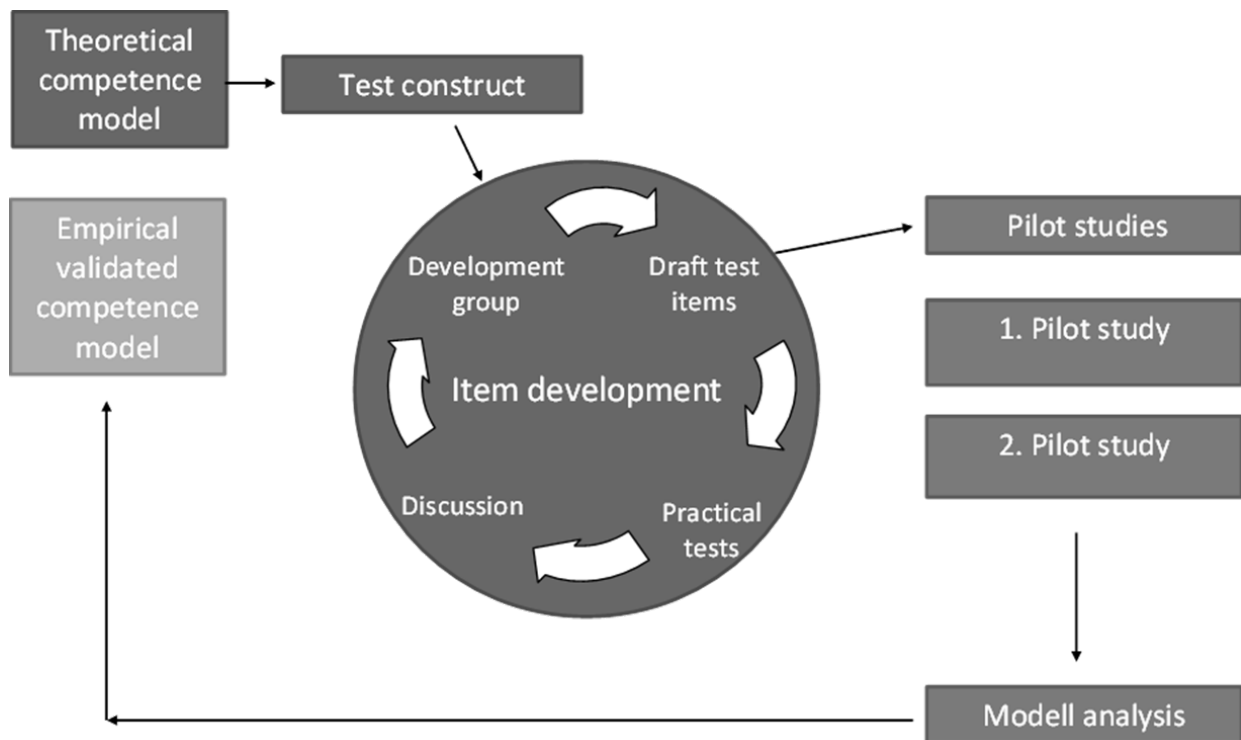 Theoretical
competence
model
Test construct
Empirical
validated
competence
model
Development
group
Draft test
items
Item development
Discussion
Practical
tests
Pilot studies
1. Pilot study
2. Pilot study
Modell analysis